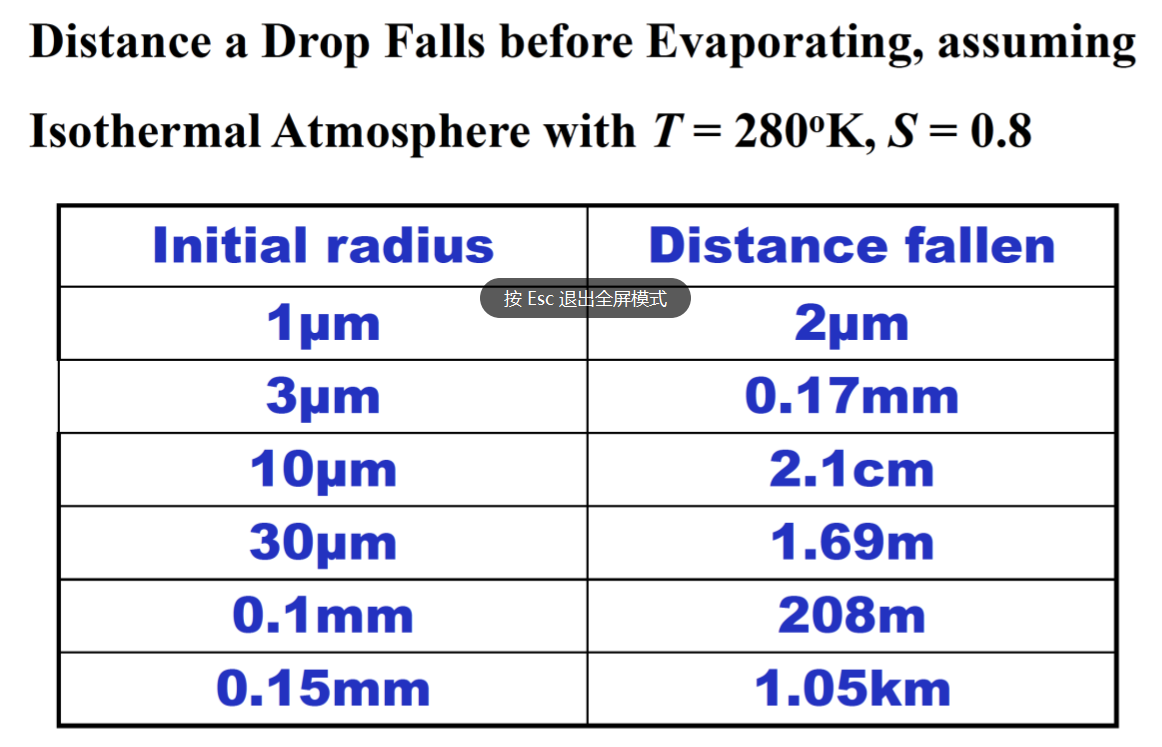 Distance a Drop Falls before Evaporating, assuming
Isothermal Atmosphere with T = 280ºK, S = 0.8
Initial radius Distance fallen
按 Esc 退出全屏模式
1µm 2µm
3µm 0.17mm
10µm 2.1cm
30µm 1.69m
0.1mm 208m
0.15mm 1.05km